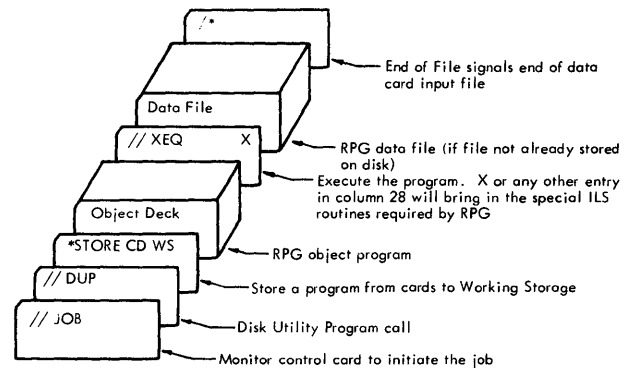 /*
End of File signals end of data
card input file
Data File
// XEQ X
RPG data file (if file not already stored
on disk)
Execute the program. X or any other entry
in column 28 will bring in the special ILS
routines required by RPG
Object Deck
RPG object program
*STORE CD WS
Store a program from cards to Working Storage
// DUP
Disk Utility Program call
// JOB
Monitor control card to initiate the job